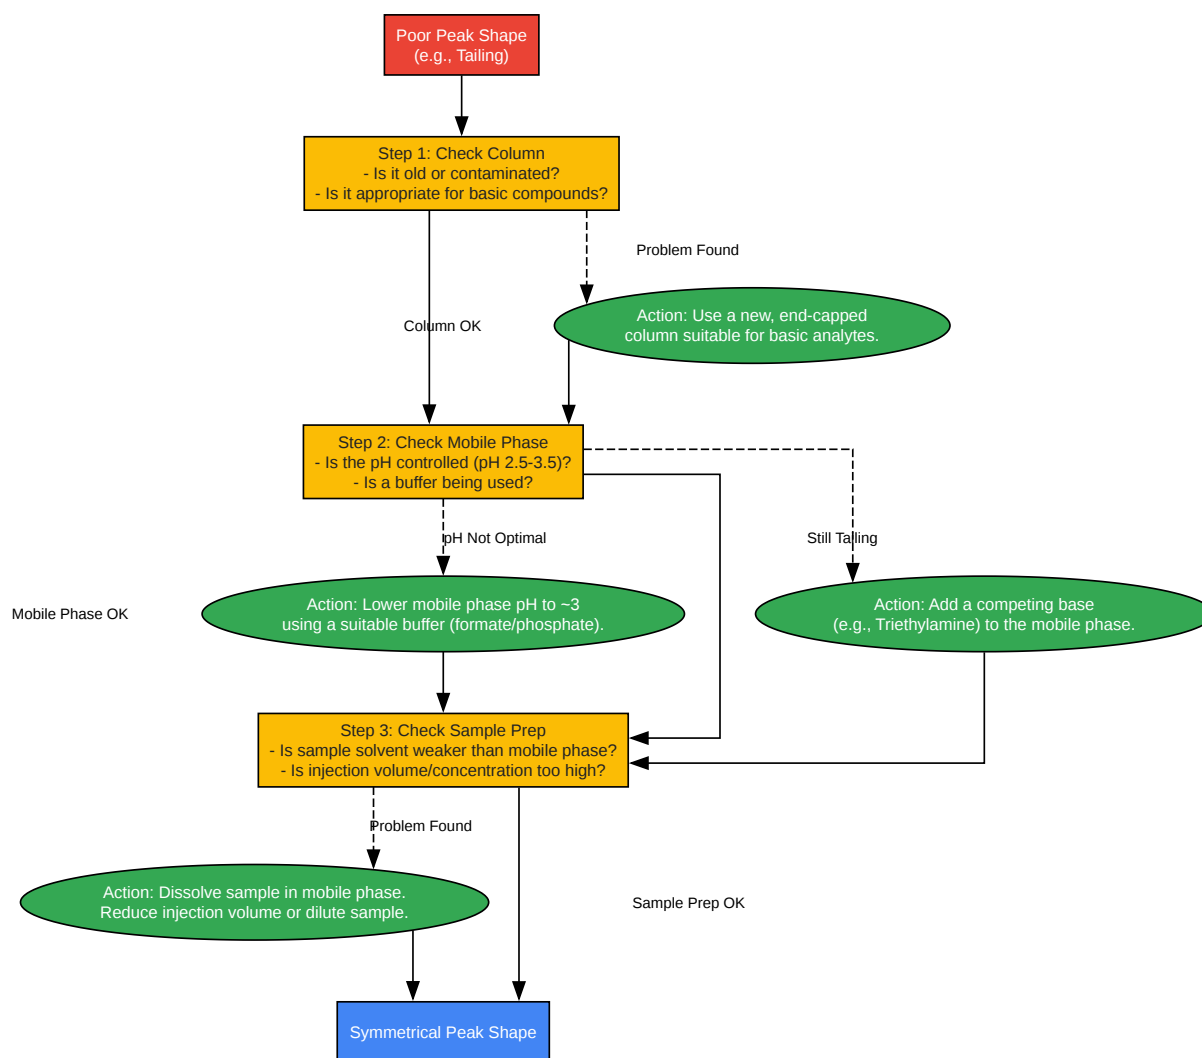 Poor Peak Shape
(e.g., Tailing)
Step 1: Check Column
- Is it old or contaminated?
- Is it appropriate for basic compounds?
Problem Found
Column OK
Action: Use a new, end-capped
column suitable for basic analytes.
Step 2: Check Mobile Phase
- Is the pH controlled (pH 2.5-3.5)?
- Is a buffer being used?
pH Not Optimal
Still Tailing
Mobile Phase OK
Action: Lower mobile phase pH to ~3
using a suitable buffer (formate/phosphate).
Action: Add a competing base
(e.g., Triethylamine) to the mobile phase.
Step 3: Check Sample Prep
- Is sample solvent weaker than mobile phase?
- Is injection volume/concentration too high?
Problem Found
Action: Dissolve sample in mobile phase.
Reduce injection volume or dilute sample.
Sample Prep OK
Symmetrical Peak Shape